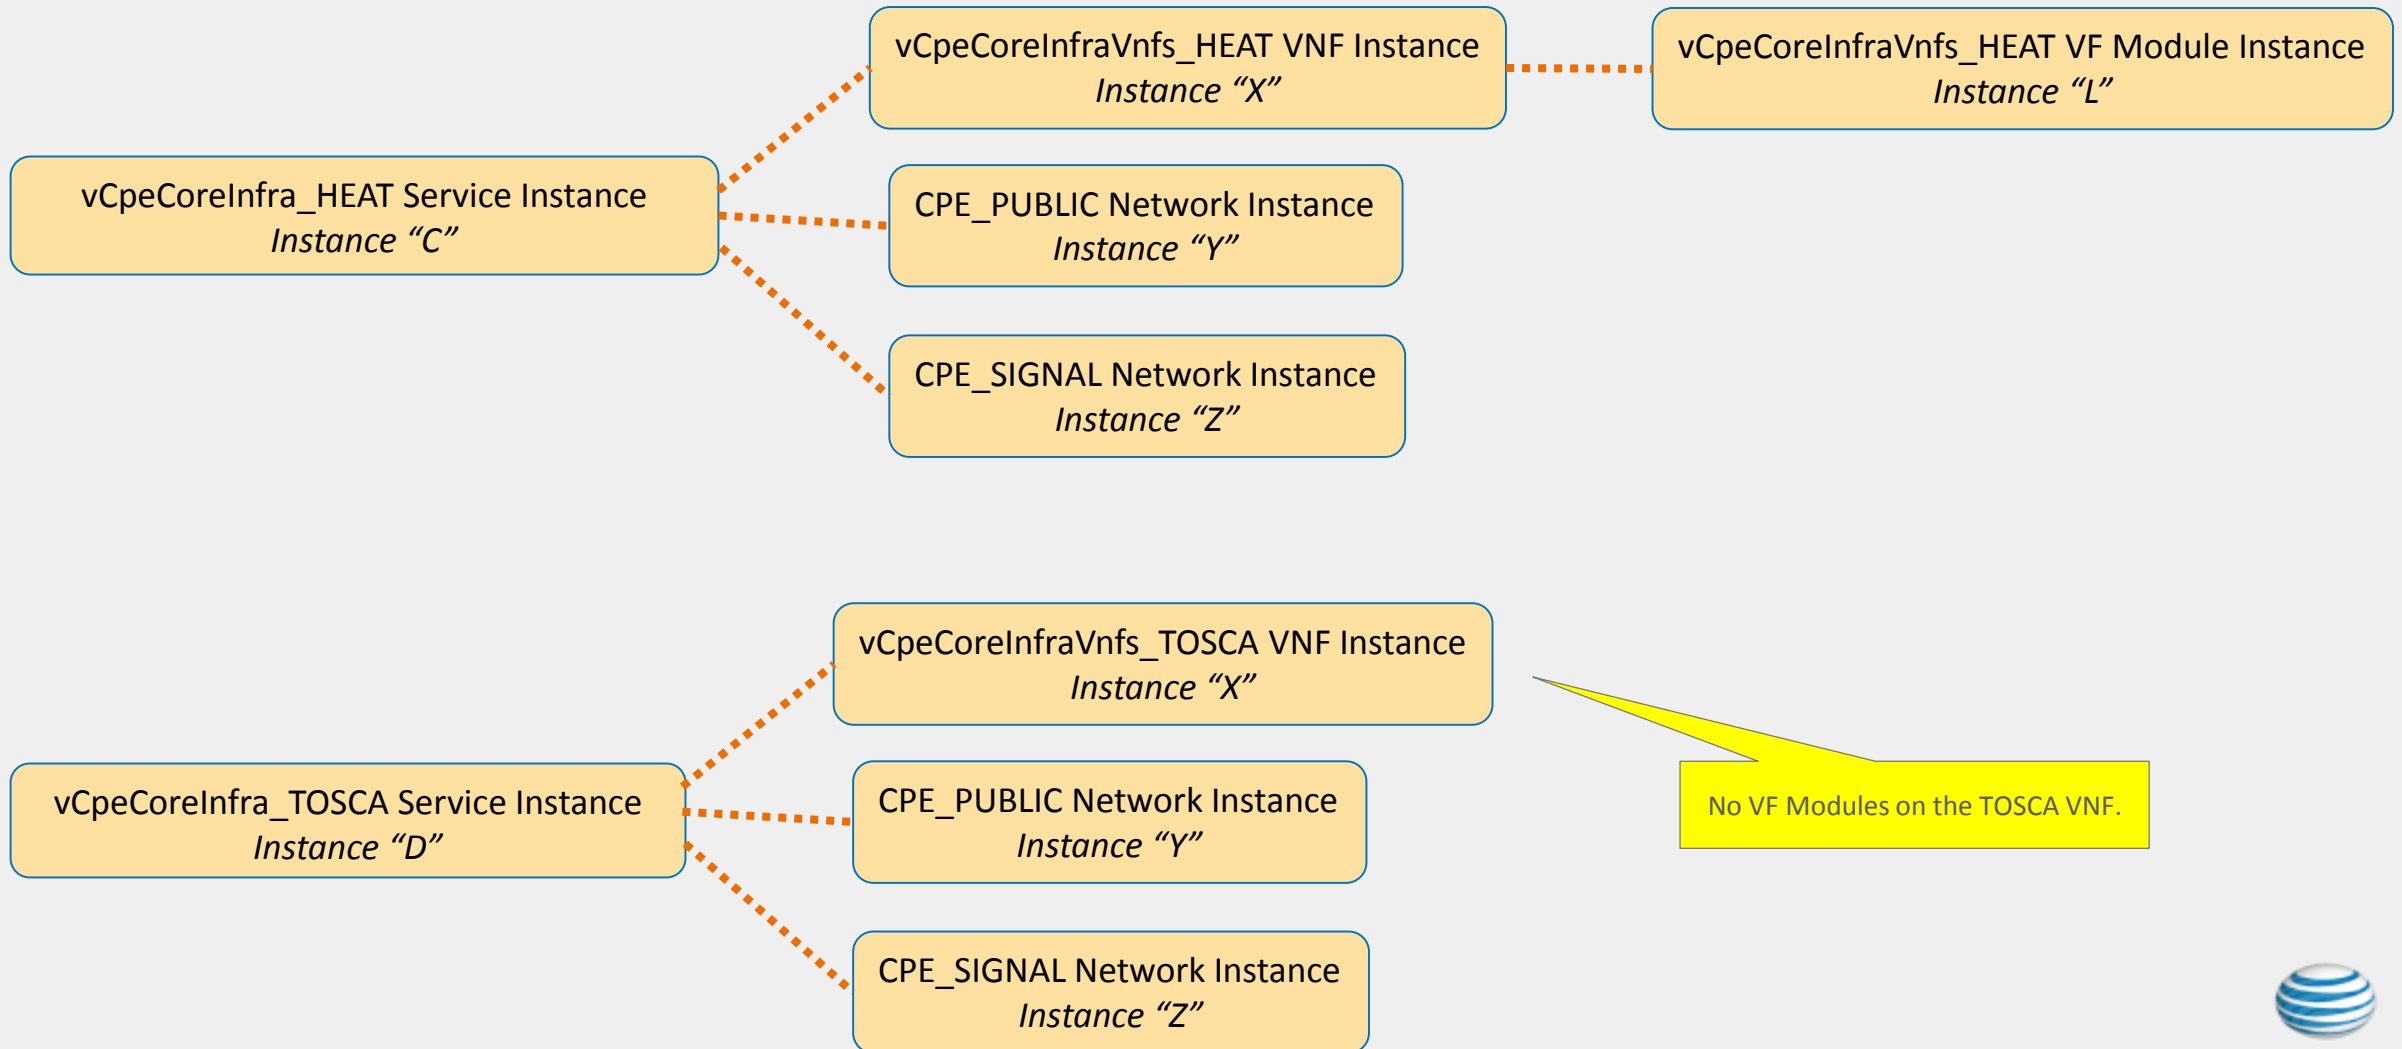 vCpeCoreInfraVnfs_HEAT VNF Instance
Instance “X”
vCpeCoreInfraVnfs_HEAT VF Module Instance
Instance “L”
vCpeCoreInfra_HEAT Service Instance
Instance “C”
CPE_PUBLIC Network Instance
Instance “Y”
CPE_SIGNAL Network Instance
Instance “Z”
vCpeCoreInfraVnfs_TOSCA VNF Instance
Instance “X”
vCpeCoreInfra_TOSCA Service Instance
Instance “D”
CPE_PUBLIC Network Instance
Instance “Y”
No VF Modules on the TOSCA VNF.
CPE_SIGNAL Network Instance
Instance “Z”